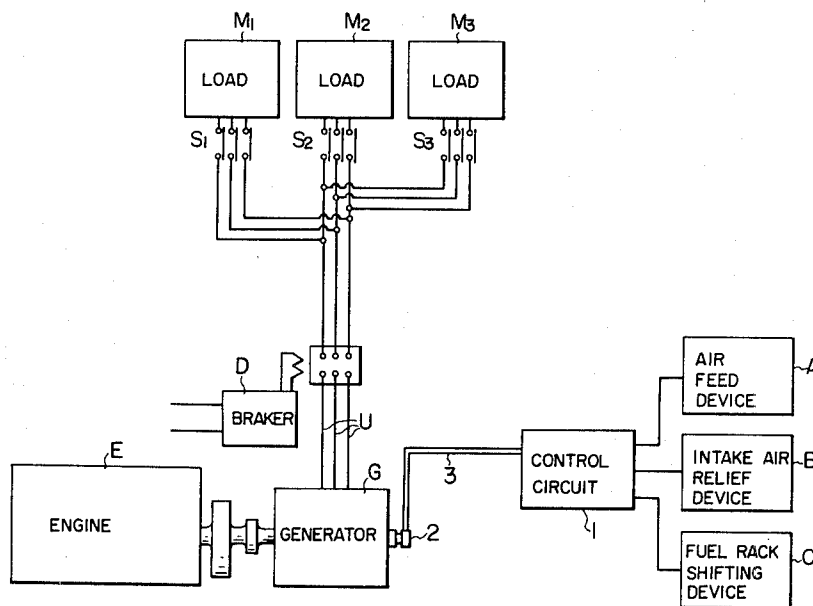 M1 M2 M3
LOAD LOAD LOAD
S1 S2 S3
D
BRAKER
U
A
AIR
FEED
DEVICE
E
ENGINE
G
GENERATOR
2
3
CONTROL
CIRCUIT
1
B
INTAKE AIR
RELIEF
DEVICE
C
FUEL RACK
SHIFTING
DEVICE